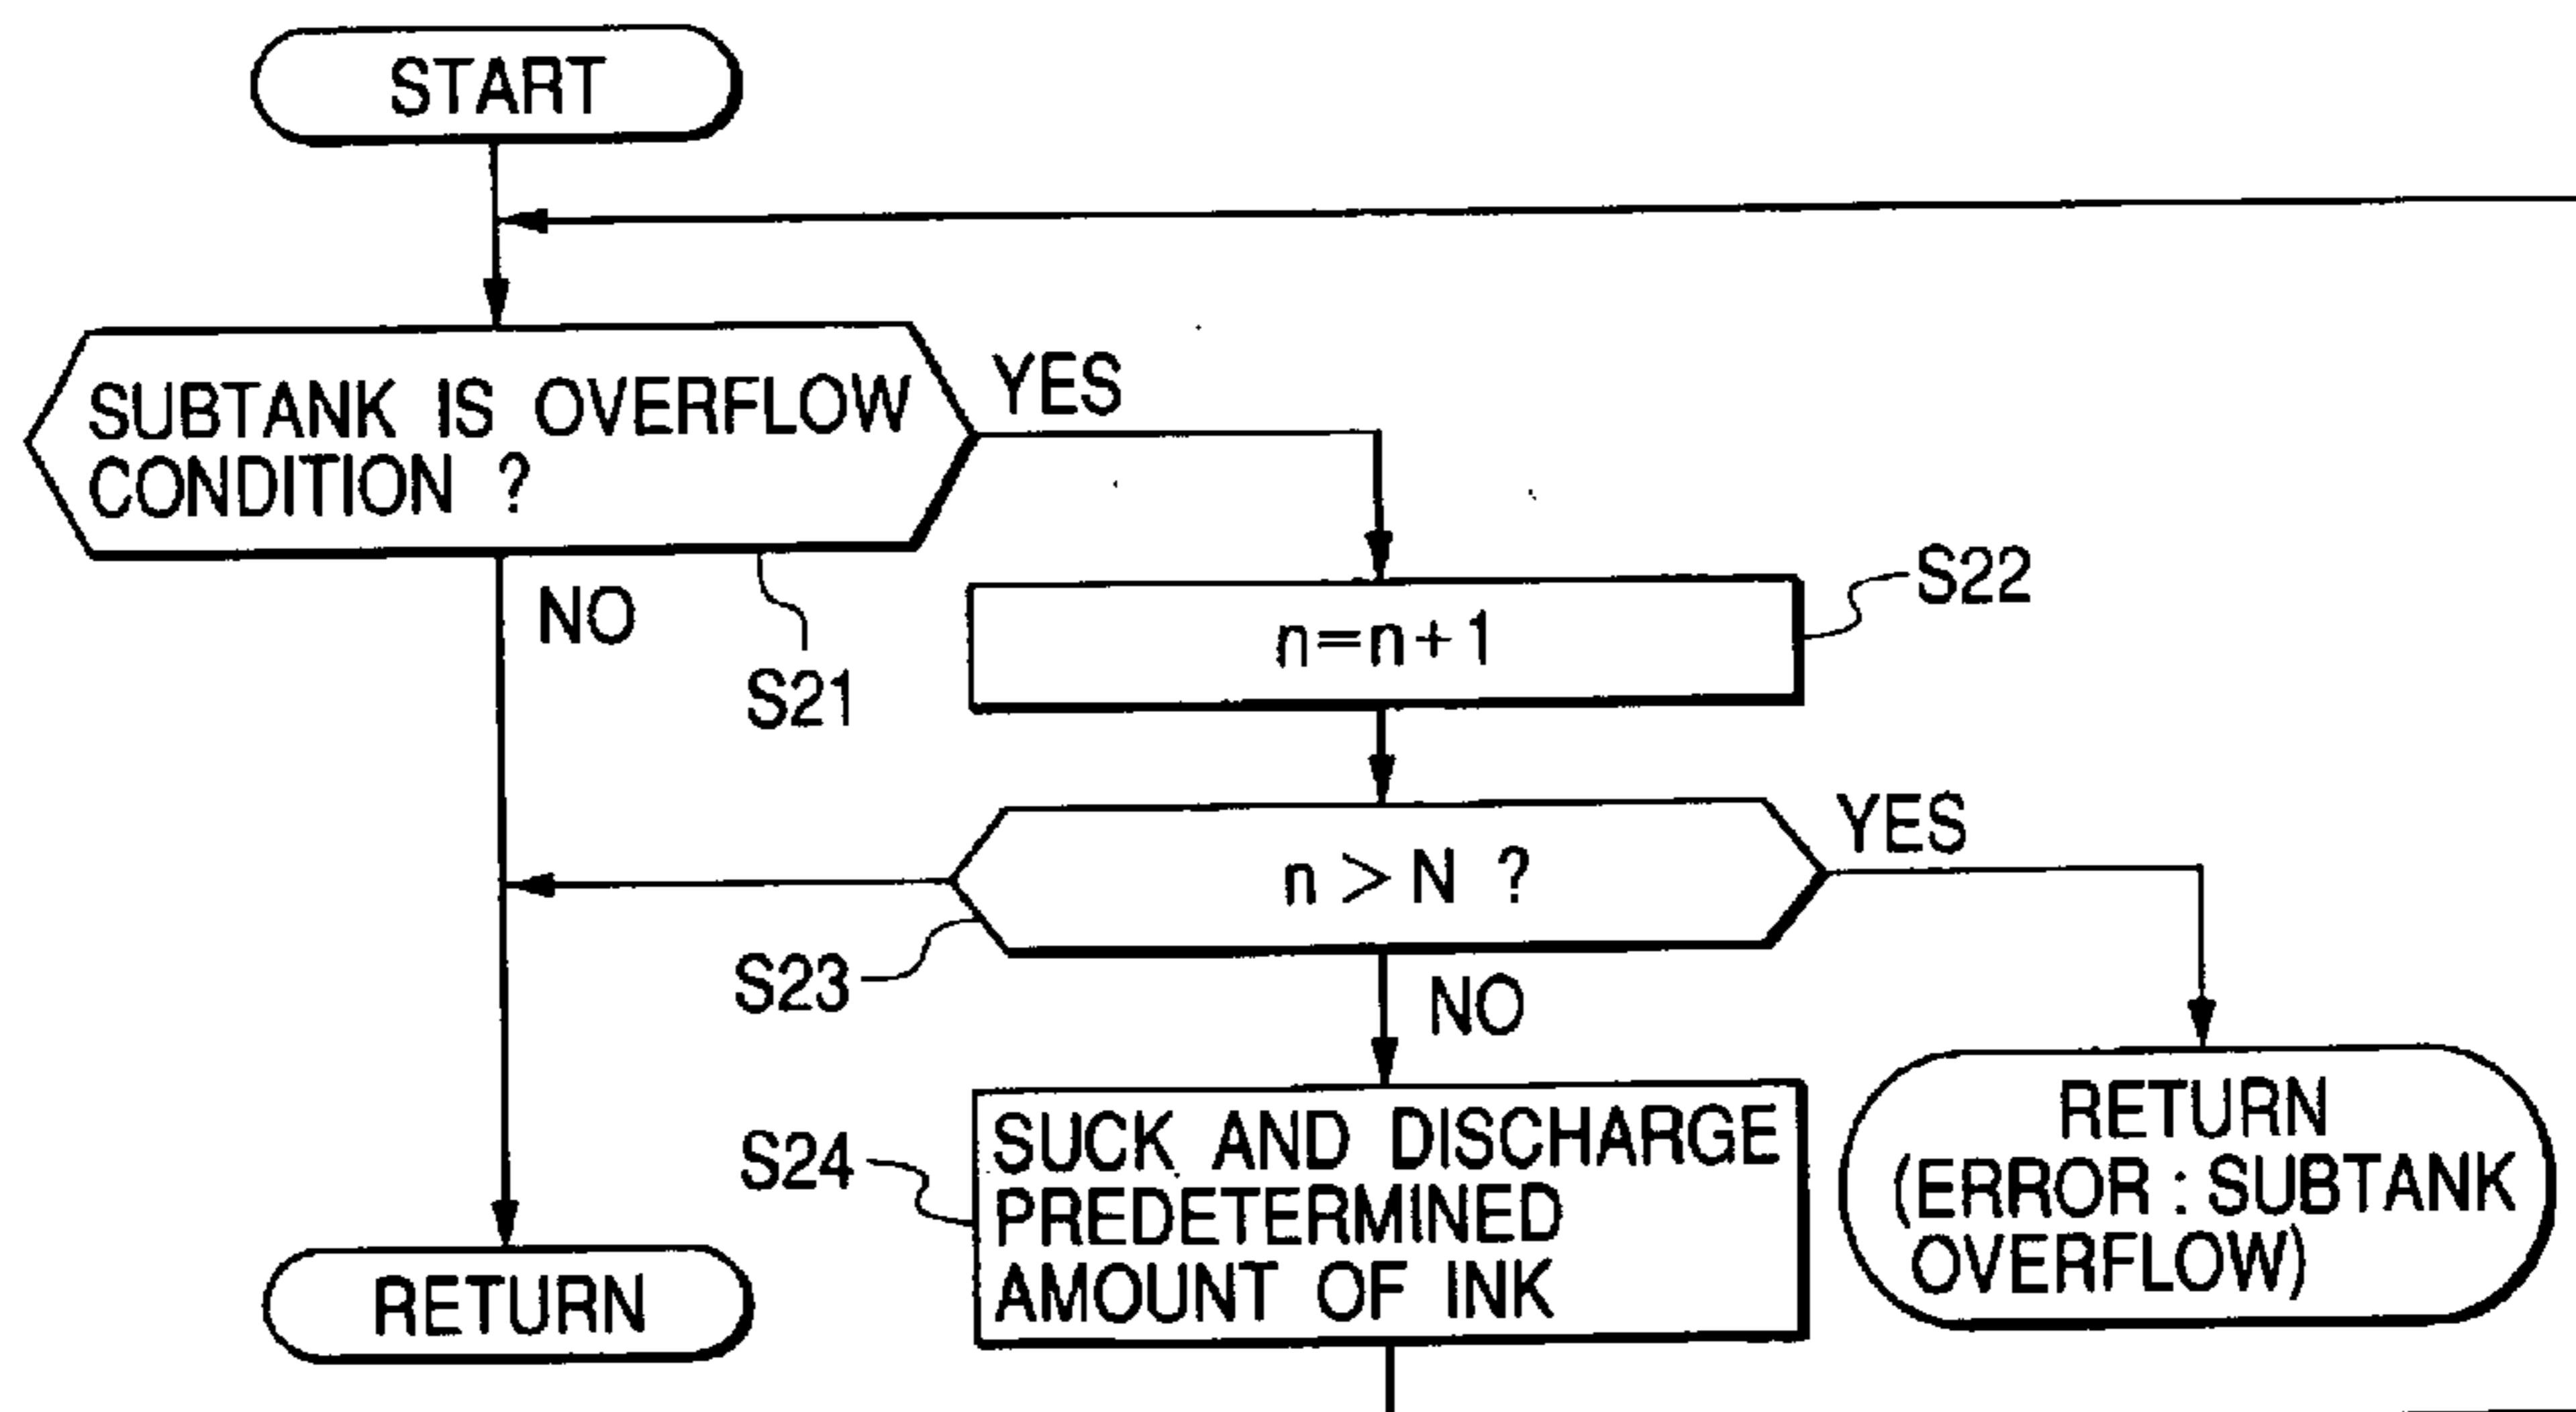 START
SUBTANK IS OVERFLOW
CONDITION ?
YES
NO
S21
n=n+1
S22
n > N ?
YES
S23
NO
S24
SUCK AND DISCHARGE
PREDETERMINED
AMOUNT OF INK
RETURN
(ERROR : SUBTANK
OVERFLOW)
RETURN